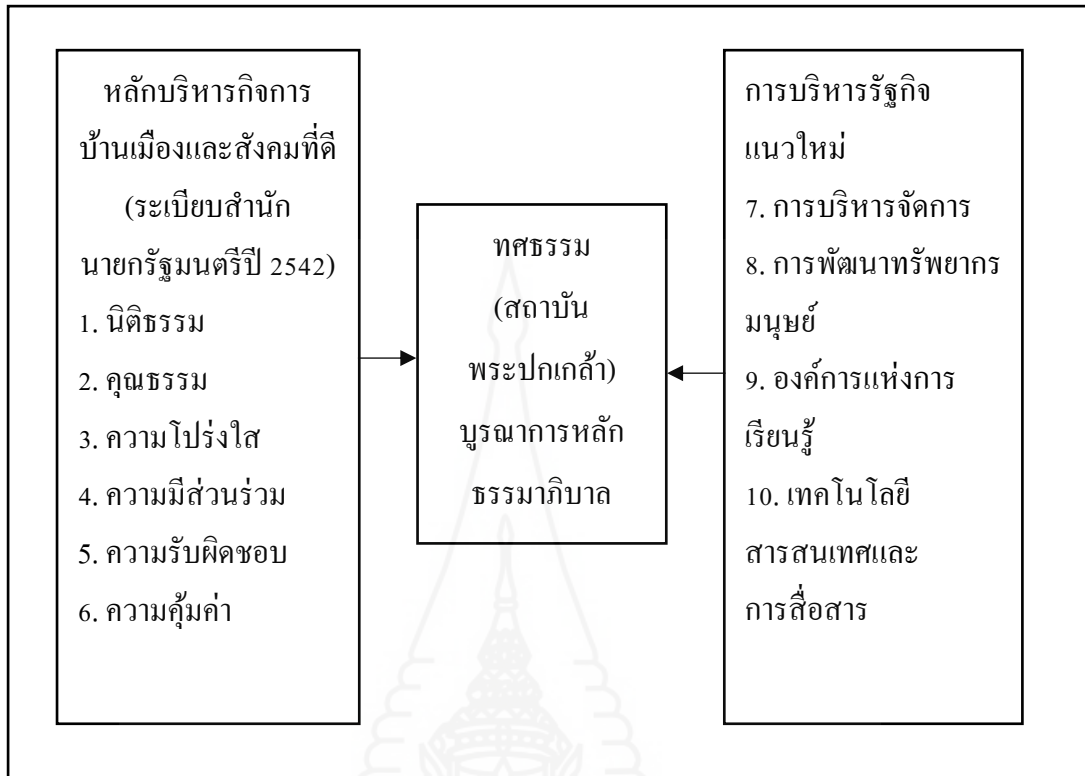 หลักบริหารกิจการ
บ้านเมืองและสังคมที่ดี
(ระเบียบสำนัก
นายกรัฐมนตรีปี 2542)
1. นิติธรรม
2. คุณธรรม
3. ความโปร่งใส
4. ความมีส่วนร่วม
5. ความรับผิดชอบ
6. ความคุ้มค่า
ทศธรรม
(สถาบัน
พระปกเกล้า)
บูรณาการหลัก
ธรรมาภิบาล
การบริหารรัฐกิจ
แนวใหม่
7. การบริหารจัดการ
8. การพัฒนาทรัพยากร
มนุษย์
9. องค์การแห่งการ
เรียนรู้
10. เทคโนโลยี
สารสนเทศและ
การสื่อสาร